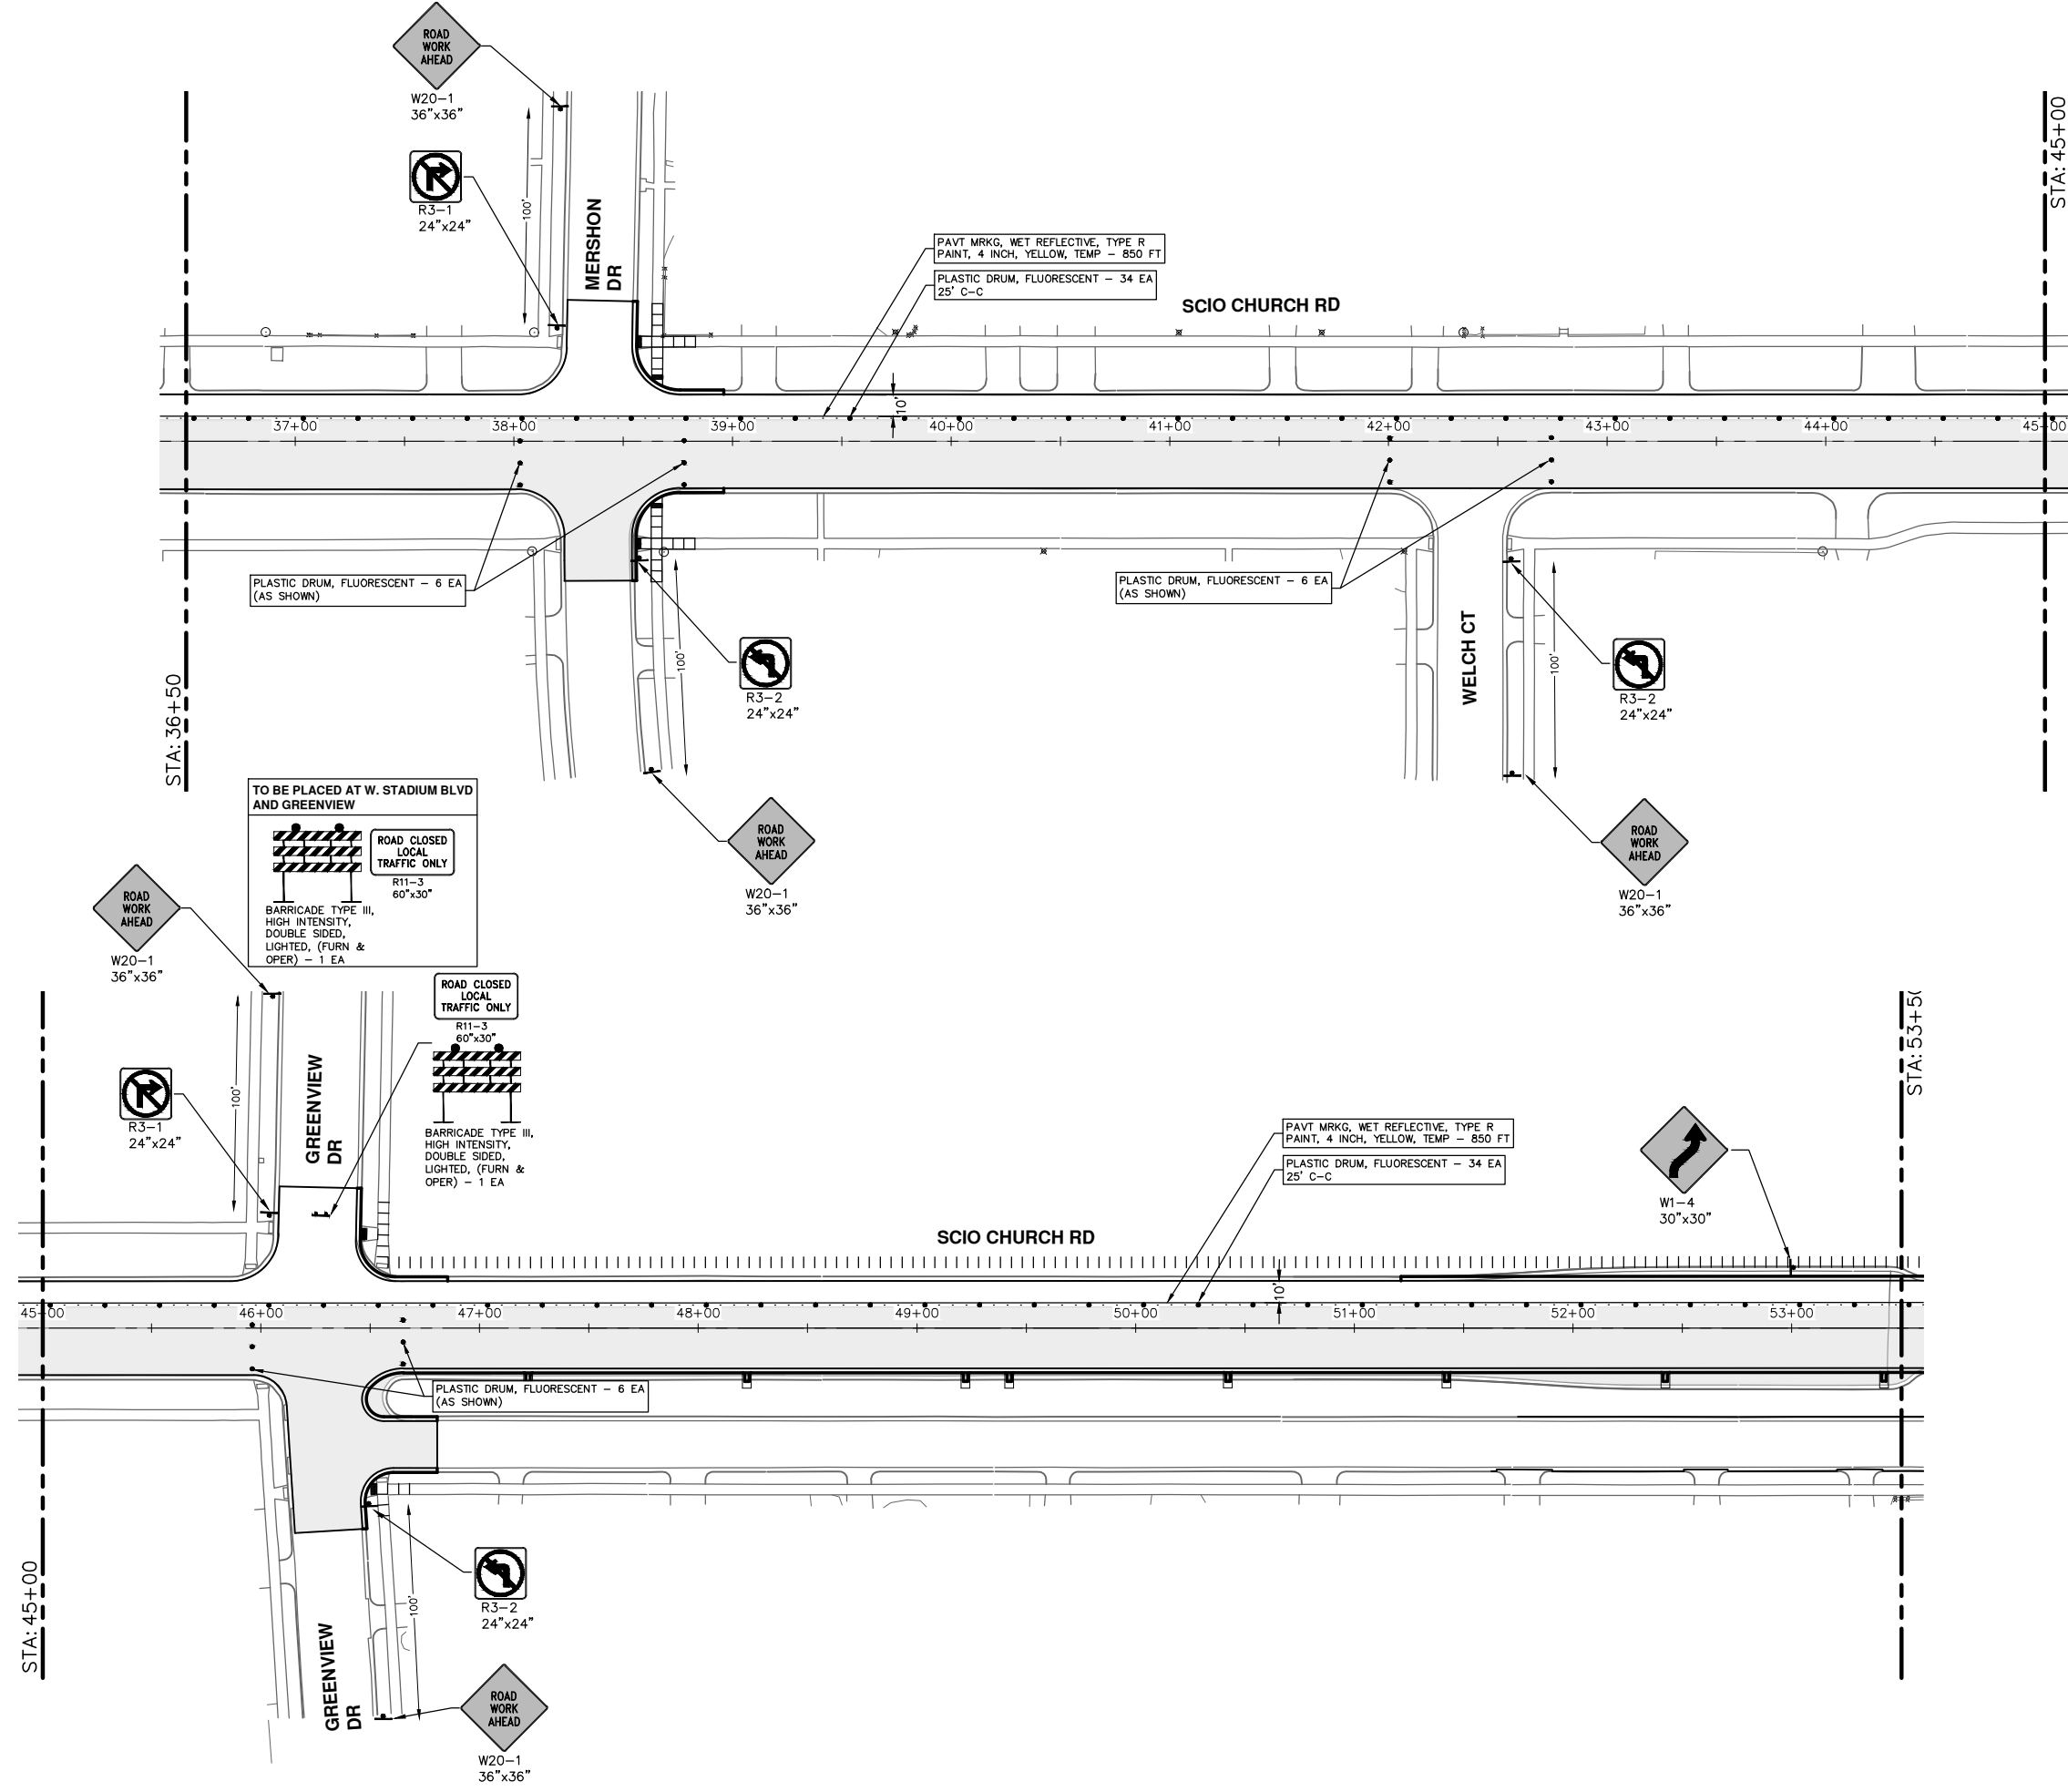 ROAD
WORK
AHEAD
W20-1
36"x36"
R3-1
24"x24"
100'
MERSHON
DR
PAVT MRKG, WET REFLECTIVE, TYPE R
PAINT, 4 INCH, YELLOW, TEMP - 850 FT
PLASTIC DRUM, FLUORESCENT - 34 EA
25' C-C
SCIO CHURCH RD
STA: 45+00
10'
37+00
38+00
39+00
40+00
41+00
42+00
43+00
44+00
45+00
PLASTIC DRUM, FLUORESCENT - 6 EA
(AS SHOWN)
PLASTIC DRUM, FLUORESCENT - 6 EA
(AS SHOWN)
STA: 36+50
100'
R3-2
24"x24"
WELCH CT
100'
R3-2
24"x24"
ROAD
WORK
AHEAD
W20-1
36"x36"
ROAD
WORK
AHEAD
W20-1
36"x36"
TO BE PLACED AT W. STADIUM BLVD
AND GREENVIEW
ROAD CLOSED
LOCAL
TRAFFIC ONLY
R11-3
60"x30"
BARRICADE TYPE III,
HIGH INTENSITY,
DOUBLE SIDED,
LIGHTED, (FURN &
OPER) - 1 EA
ROAD
WORK
AHEAD
W20-1
36"x36"
ROAD CLOSED
LOCAL
TRAFFIC ONLY
R11-3
60"x30"
BARRICADE TYPE III,
HIGH INTENSITY,
DOUBLE SIDED,
LIGHTED, (FURN &
OPER) - 1 EA
R3-1
24"x24"
100'
GREENVIEW
DR
STA: 53+50
PAVT MRKG, WET REFLECTIVE, TYPE R
PAINT, 4 INCH, YELLOW, TEMP - 850 FT
PLASTIC DRUM, FLUORESCENT - 34 EA
25' C-C
W1-4
30"x30"
SCIO CHURCH RD
10'
45+00
46+00
47+00
48+00
49+00
50+00
51+00
52+00
53+00
PLASTIC DRUM, FLUORESCENT - 6 EA
(AS SHOWN)
STA: 45+00
R3-2
24"x24"
100'
GREENVIEW
DR
ROAD
WORK
AHEAD
W20-1
36"x36"